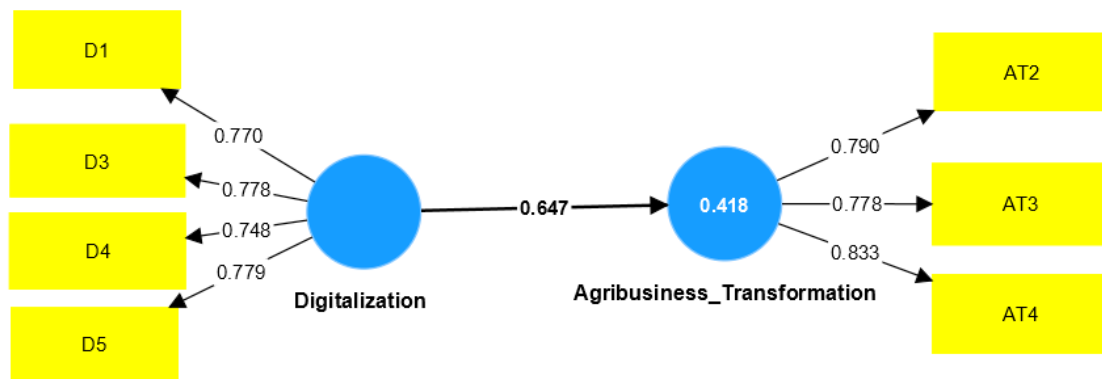 D1
D3
D4
D5
0.770
0.778
0.748
0.779
Digitalization
0.647
0.418
Agribusiness_Transformation
0.790
0.778
0.833
AT2
AT3
AT4